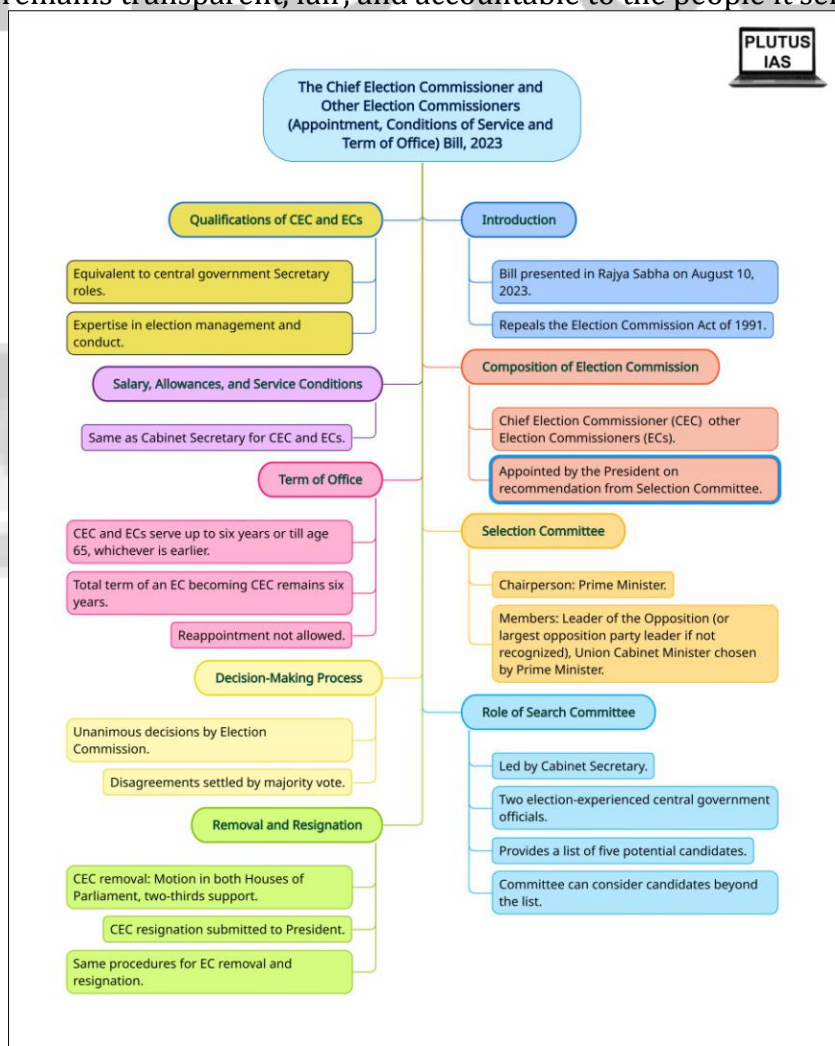 remains transparent, fair, and accountable to the people it se
PLUTUS
IAS
The Chief Election Commissioner and
Other Election Commissioners
(Appointment, Conditions of Service and
Term of Office) Bill, 2023
Qualifications of CEC and ECs
Equivalent to central government Secretary
roles.
Expertise in election management and
conduct.
Salary, Allowances, and Service Conditions
Same as Cabinet Secretary for CEC and ECs.
Term of Office
CEC and ECs serve up to six years or till age
65, whichever is earlier.
Total term of an EC becoming CEC remains six
years.
Reappointment not allowed.
Decision-Making Process
Unanimous decisions by Election
Commission.
Disagreements settled by majority vote.
Removal and Resignation
CEC removal: Motion in both Houses of
Parliament, two-thirds support.
CEC resignation submitted to President.
Same procedures for EC removal and
resignation.
Introduction
Bill presented in Rajya Sabha on August 10,
2023.
Repeals the Election Commission Act of 1991.
Composition of Election Commission
Chief Election Commissioner (CEC) other
Election Commissioners (ECs).
Appointed by the President on
recommendation from Selection Committee.
Selection Committee
Chairperson: Prime Minister.
Members: Leader of the Opposition (or
largest opposition party leader if not
recognized), Union Cabinet Minister chosen
by Prime Minister.
Role of Search Committee
Led by Cabinet Secretary.
Two election-experienced central government
officials.
Provides a list of five potential candidates.
Committee can consider candidates beyond
the list.